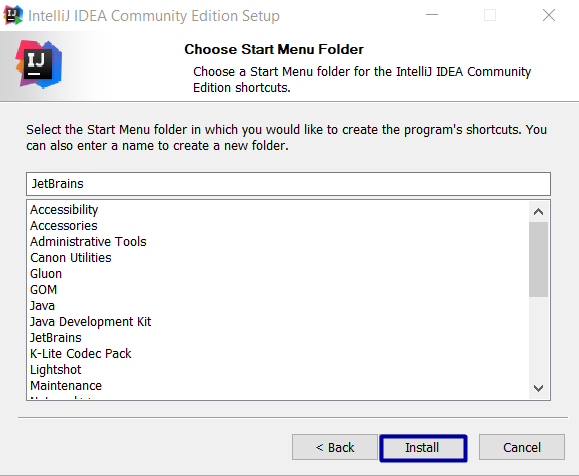 IntelliJ IDEA Community Edition Setup
IJ
Choose Start Menu Folder
Choose a Start Menu folder for the IntelliJ IDEA Community
Edition shortcuts.
Select the Start Menu folder in which you would like to create the program's shortcuts. You
can also enter a name to create a new folder.
JetBrains
Accessibility
Accessories
Administrative Tools
Canon Utilities
Gluon
GOM
Java
Java Development Kit
JetBrains
K-Lite Codec Pack
Lightshot
Maintenance
< Back
Install
Cancel